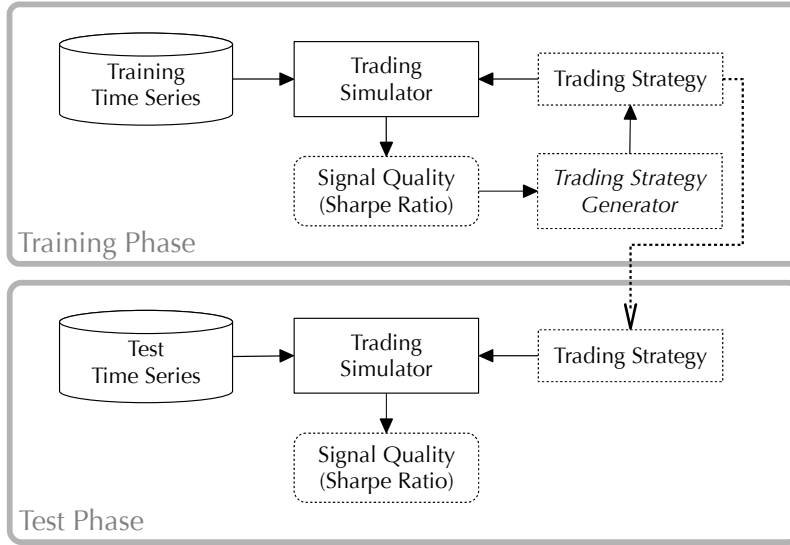 Training
Time Series
Trading
Simulator
Trading Strategy
Signal Quality
(Sharpe Ratio)
Trading Strategy
Generator
Training Phase
Test
Time Series
Trading
Simulator
Trading Strategy
Signal Quality
(Sharpe Ratio)
Test Phase